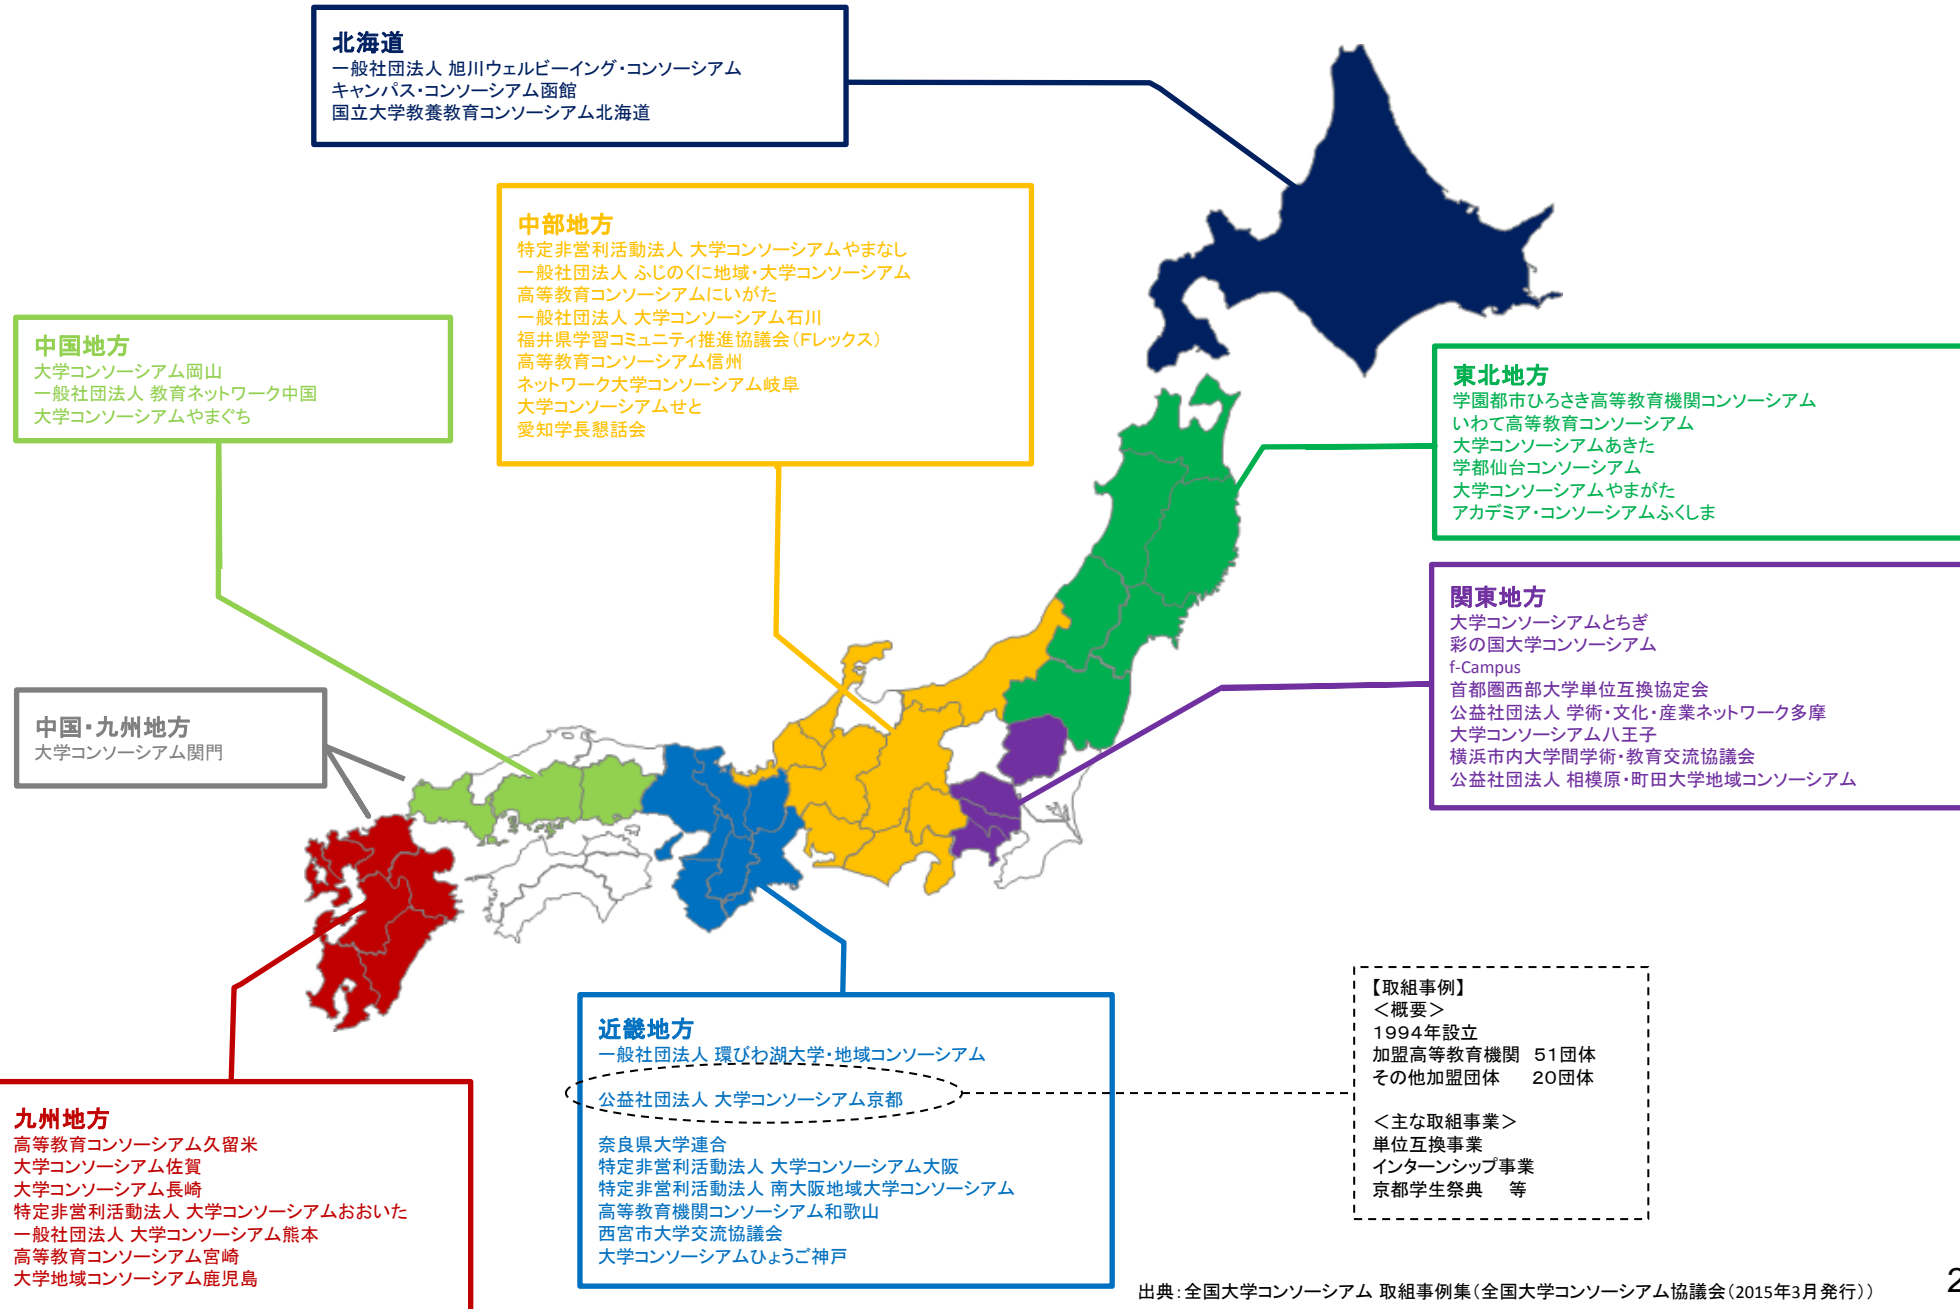 北海道
一般社団法人 旭川ウェルビーイング・コンソーシアム
キャンパス・コンソーシアム函館
国立大学教養教育コンソーシアム北海道
中部地方
特定非営利活動法人 大学コンソーシアムやまなし
一般社団法人 ふじのくに地域・大学コンソーシアム
高等教育コンソーシアムにいがた
一般社団法人 大学コンソーシアム石川
福井県学習コミュニティ推進協議会(Fレックス)
高等教育コンソーシアム信州
ネットワーク大学コンソーシアム岐阜
大学コンソーシアムせと
愛知学長懇話会
中国地方
大学コンソーシアム岡山
一般社団法人 教育ネットワーク中国
大学コンソーシアムやまぐち
東北地方
学園都市ひろさき高等教育機関コンソーシアム
いわて高等教育コンソーシアム
大学コンソーシアムあきた
学都仙台コンソーシアム
大学コンソーシアムやまがた
アカデミア・コンソーシアムふくしま
関東地方
大学コンソーシアムとちぎ
彩の国大学コンソーシアム
f-Campus
首都圏西部大学単位互換協定会
公益社団法人 学術・文化・産業ネットワーク多摩
大学コンソーシアム八王子
横浜市内大学間学術・教育交流協議会
公益社団法人 相模原・町田大学地域コンソーシアム
中国・九州地方
大学コンソーシアム関門
近畿地方
一般社団法人 環びわ湖大学・地域コンソーシアム
公益社団法人 大学コンソーシアム京都
奈良県大学連合
特定非営利活動法人 大学コンソーシアム大阪
特定非営利活動法人 南大阪地域大学コンソーシアム
高等教育機関コンソーシアム和歌山
西宮市大学交流協議会
大学コンソーシアムひょうご神戸
【取組事例】
<概要>
1994年設立
加盟高等教育機関 51団体
その他加盟団体 20団体
<主な取組事業>
単位互換事業
インターンシップ事業
京都学生祭典 等
九州地方
高等教育コンソーシアム久留米
大学コンソーシアム佐賀
大学コンソーシアム長崎
特定非営利活動法人 大学コンソーシアムおおいた
一般社団法人 大学コンソーシアム熊本
高等教育コンソーシアム宮崎
大学地域コンソーシアム鹿児島
出典:全国大学コンソーシアム 取組事例集(全国大学コンソーシアム協議会(2015年3月発行))